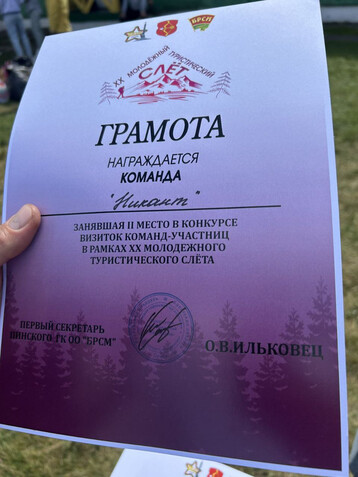 БРСМ
XX МОЛОДЕЖНЫЙ ТУРИСТИЧЕСКИЙ
СЛЁТ
ГРАМОТА
НАГРАЖДАЕТСЯ
КОМАНДА
"Никант"
ЗАНЯВШАЯ II МЕСТО В КОНКУРСЕ
ВИЗИТОК КОМАНД-УЧАСТНИЦ
В РАМКАХ XX МОЛОДЕЖНОГО
ТУРИСТИЧЕСКОГО СЛЁТА
ПЕРВЫЙ СЕКРЕТАРЬ
ПИНСКОГО ГК ОО "БРСМ"
О.В.ИЛЬКОВЕЦ